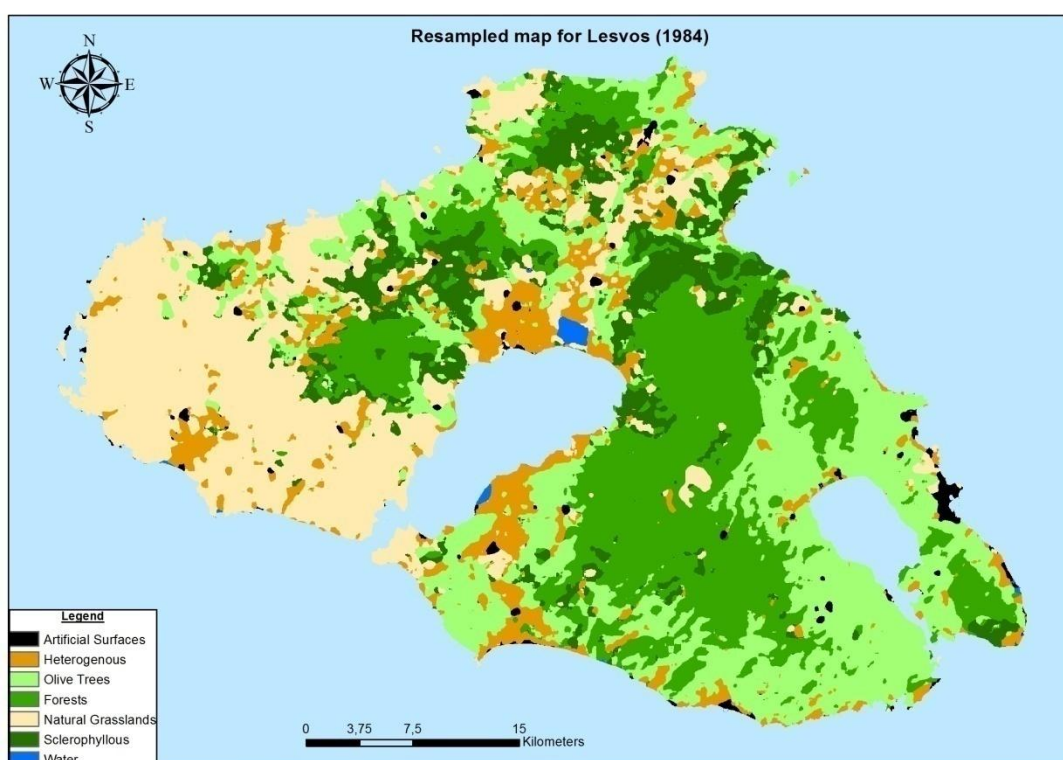 Resampled map for Lesvos (1984)
N
W E
S
Legend
Artificial Surfaces
Heterogenous
Olive Trees
Forests
Natural Grasslands
Sclerophyllous
Water
0 3,75 7,5 15
Kilometers